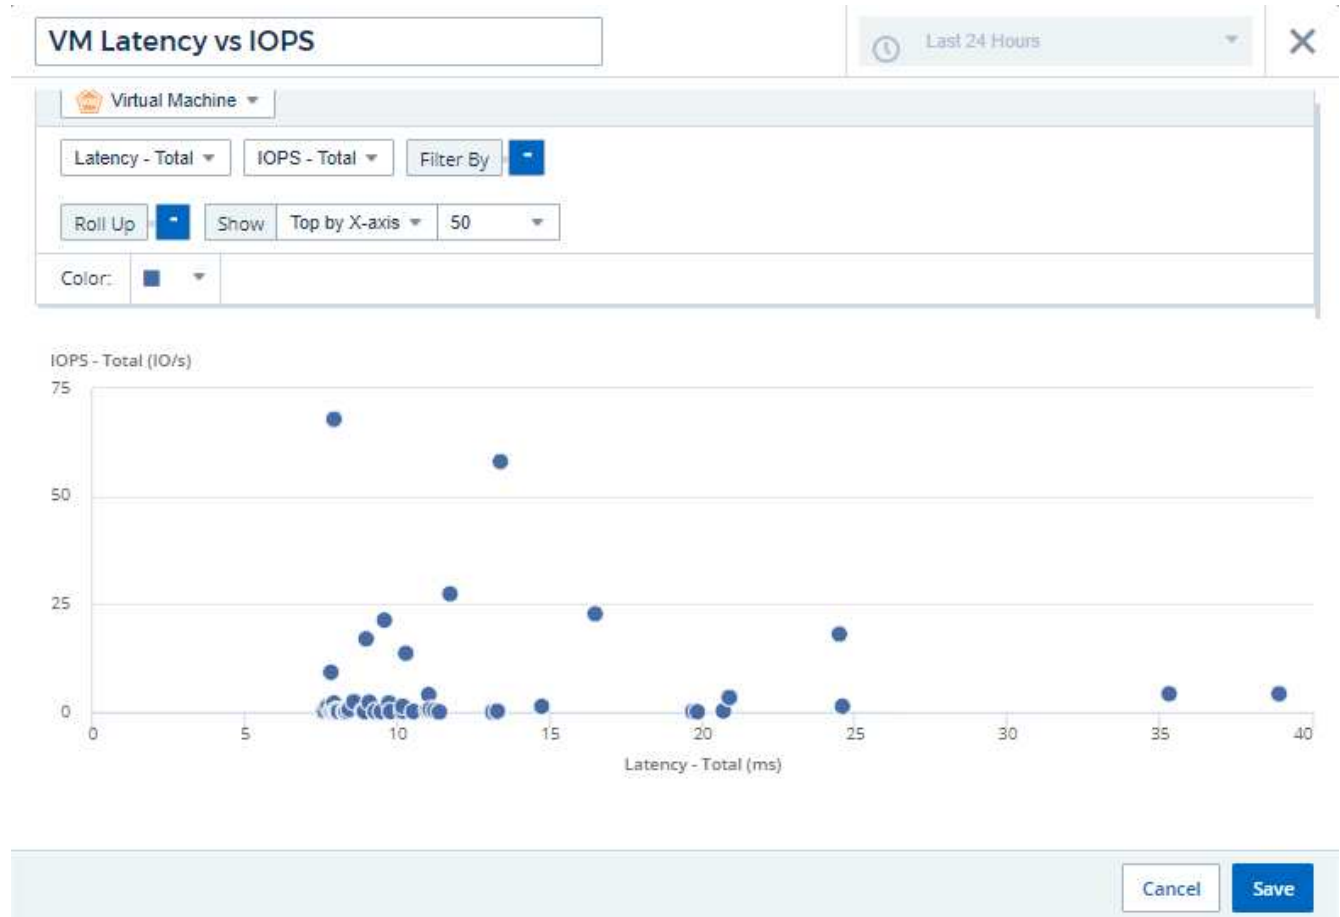 VM Latency vs IOPS
Last 24 Hours
Virtual Machine
Latency - Total IOPS - Total Filter By -
Roll Up - Show Top by X-axis 50
Color:
IOPS - Total (IO/s)
75
50
25
0
0 5 10 15 20 25 30 35 40
Latency - Total (ms)
Cancel Save